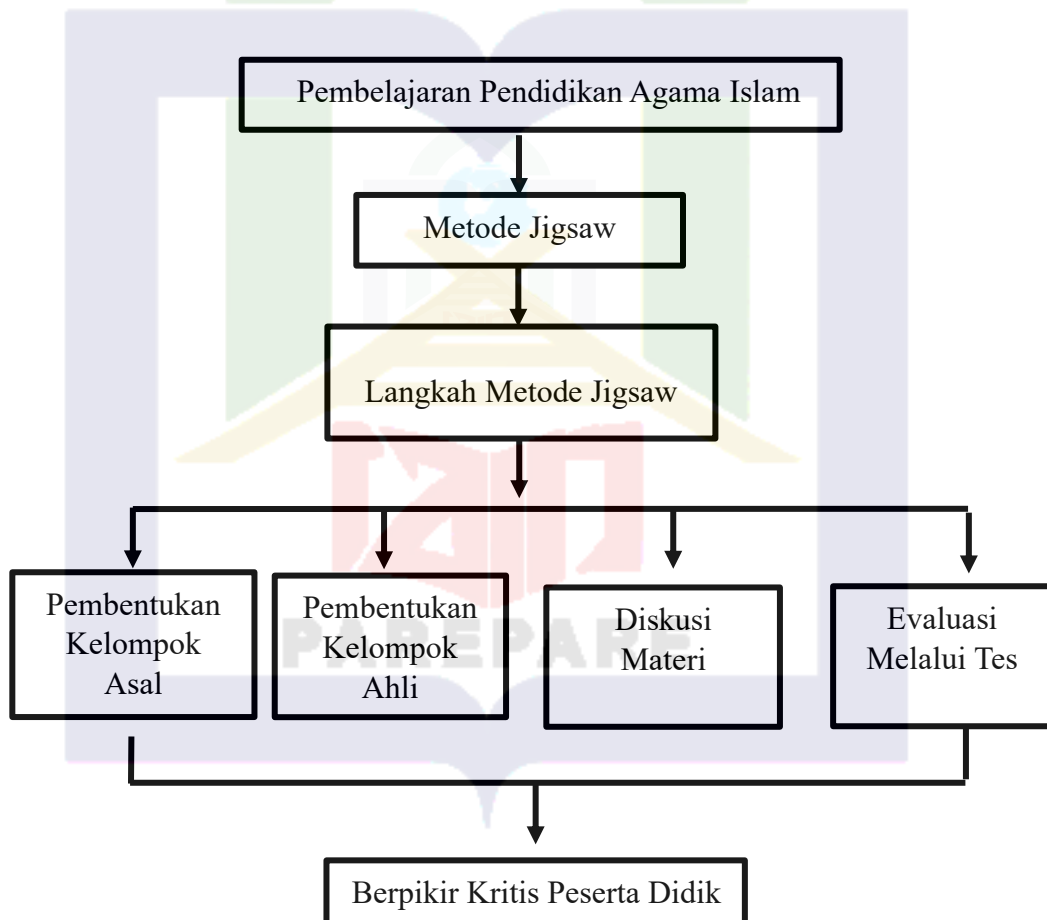 Pembelajaran Pendidikan Agama Islam
Metode Jigsaw
Langkah Metode Jigsaw
Pembentukan
Kelompok
Asal
Pembentukan
Kelompok
Ahli
Diskusi
Materi
Evaluasi
Melalui Tes
PAREPARE
Berpikir Kritis Peserta Didik